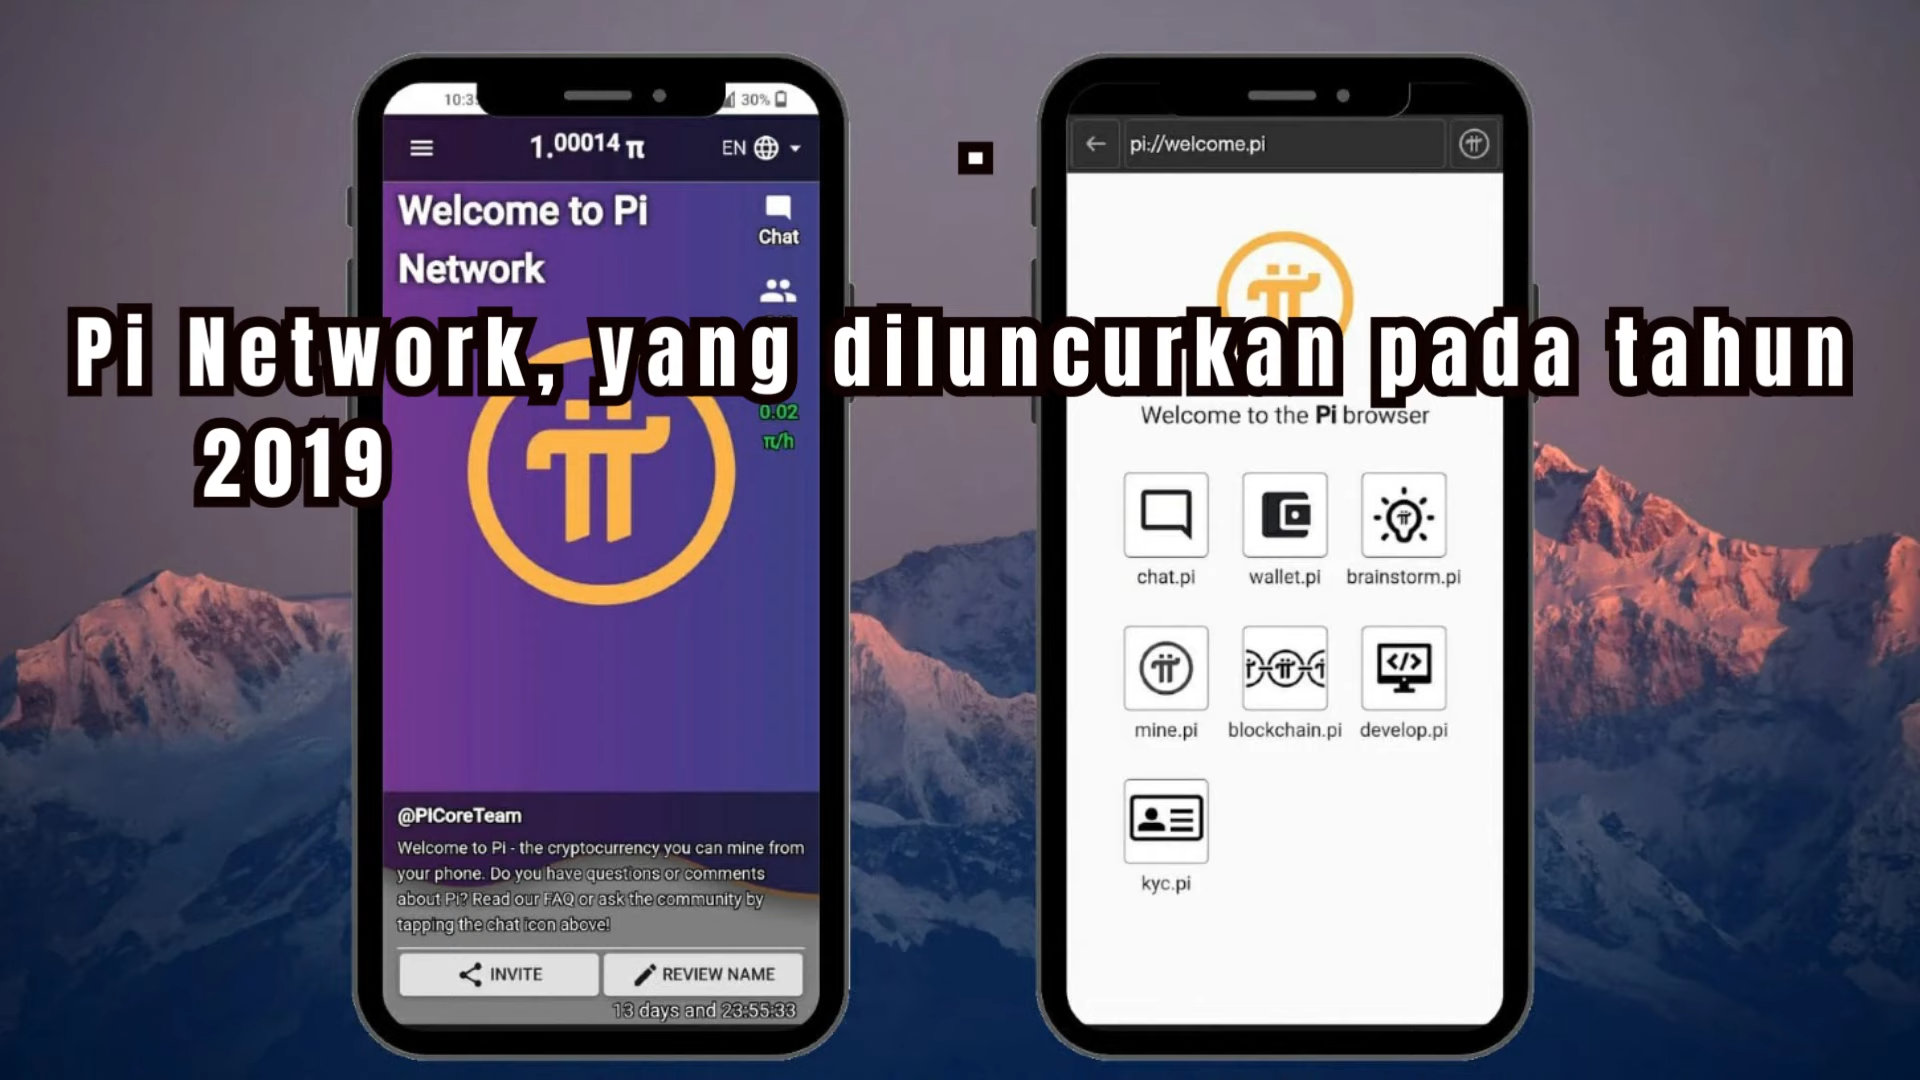 10:3
30%
1.00014 π
EN
Welcome to Pi
Network
Chat
pi://welcome.pi
Pi Network, yang diluncurkan pada tahun
2019
0.02
π/h
Welcome to the Pi browser
chat.pi
wallet.pi
brainstorm.pi
mine.pi
blockchain.pi
develop.pi
kyc.pi
@PICoreTeam
Welcome to Pi - the cryptocurrency you can mine from
your phone. Do you have questions or comments
about Pi? Read our FAQ or ask the community by
tapping the chat icon above!
INVITE
REVIEW NAME
13 days and 23:55:33